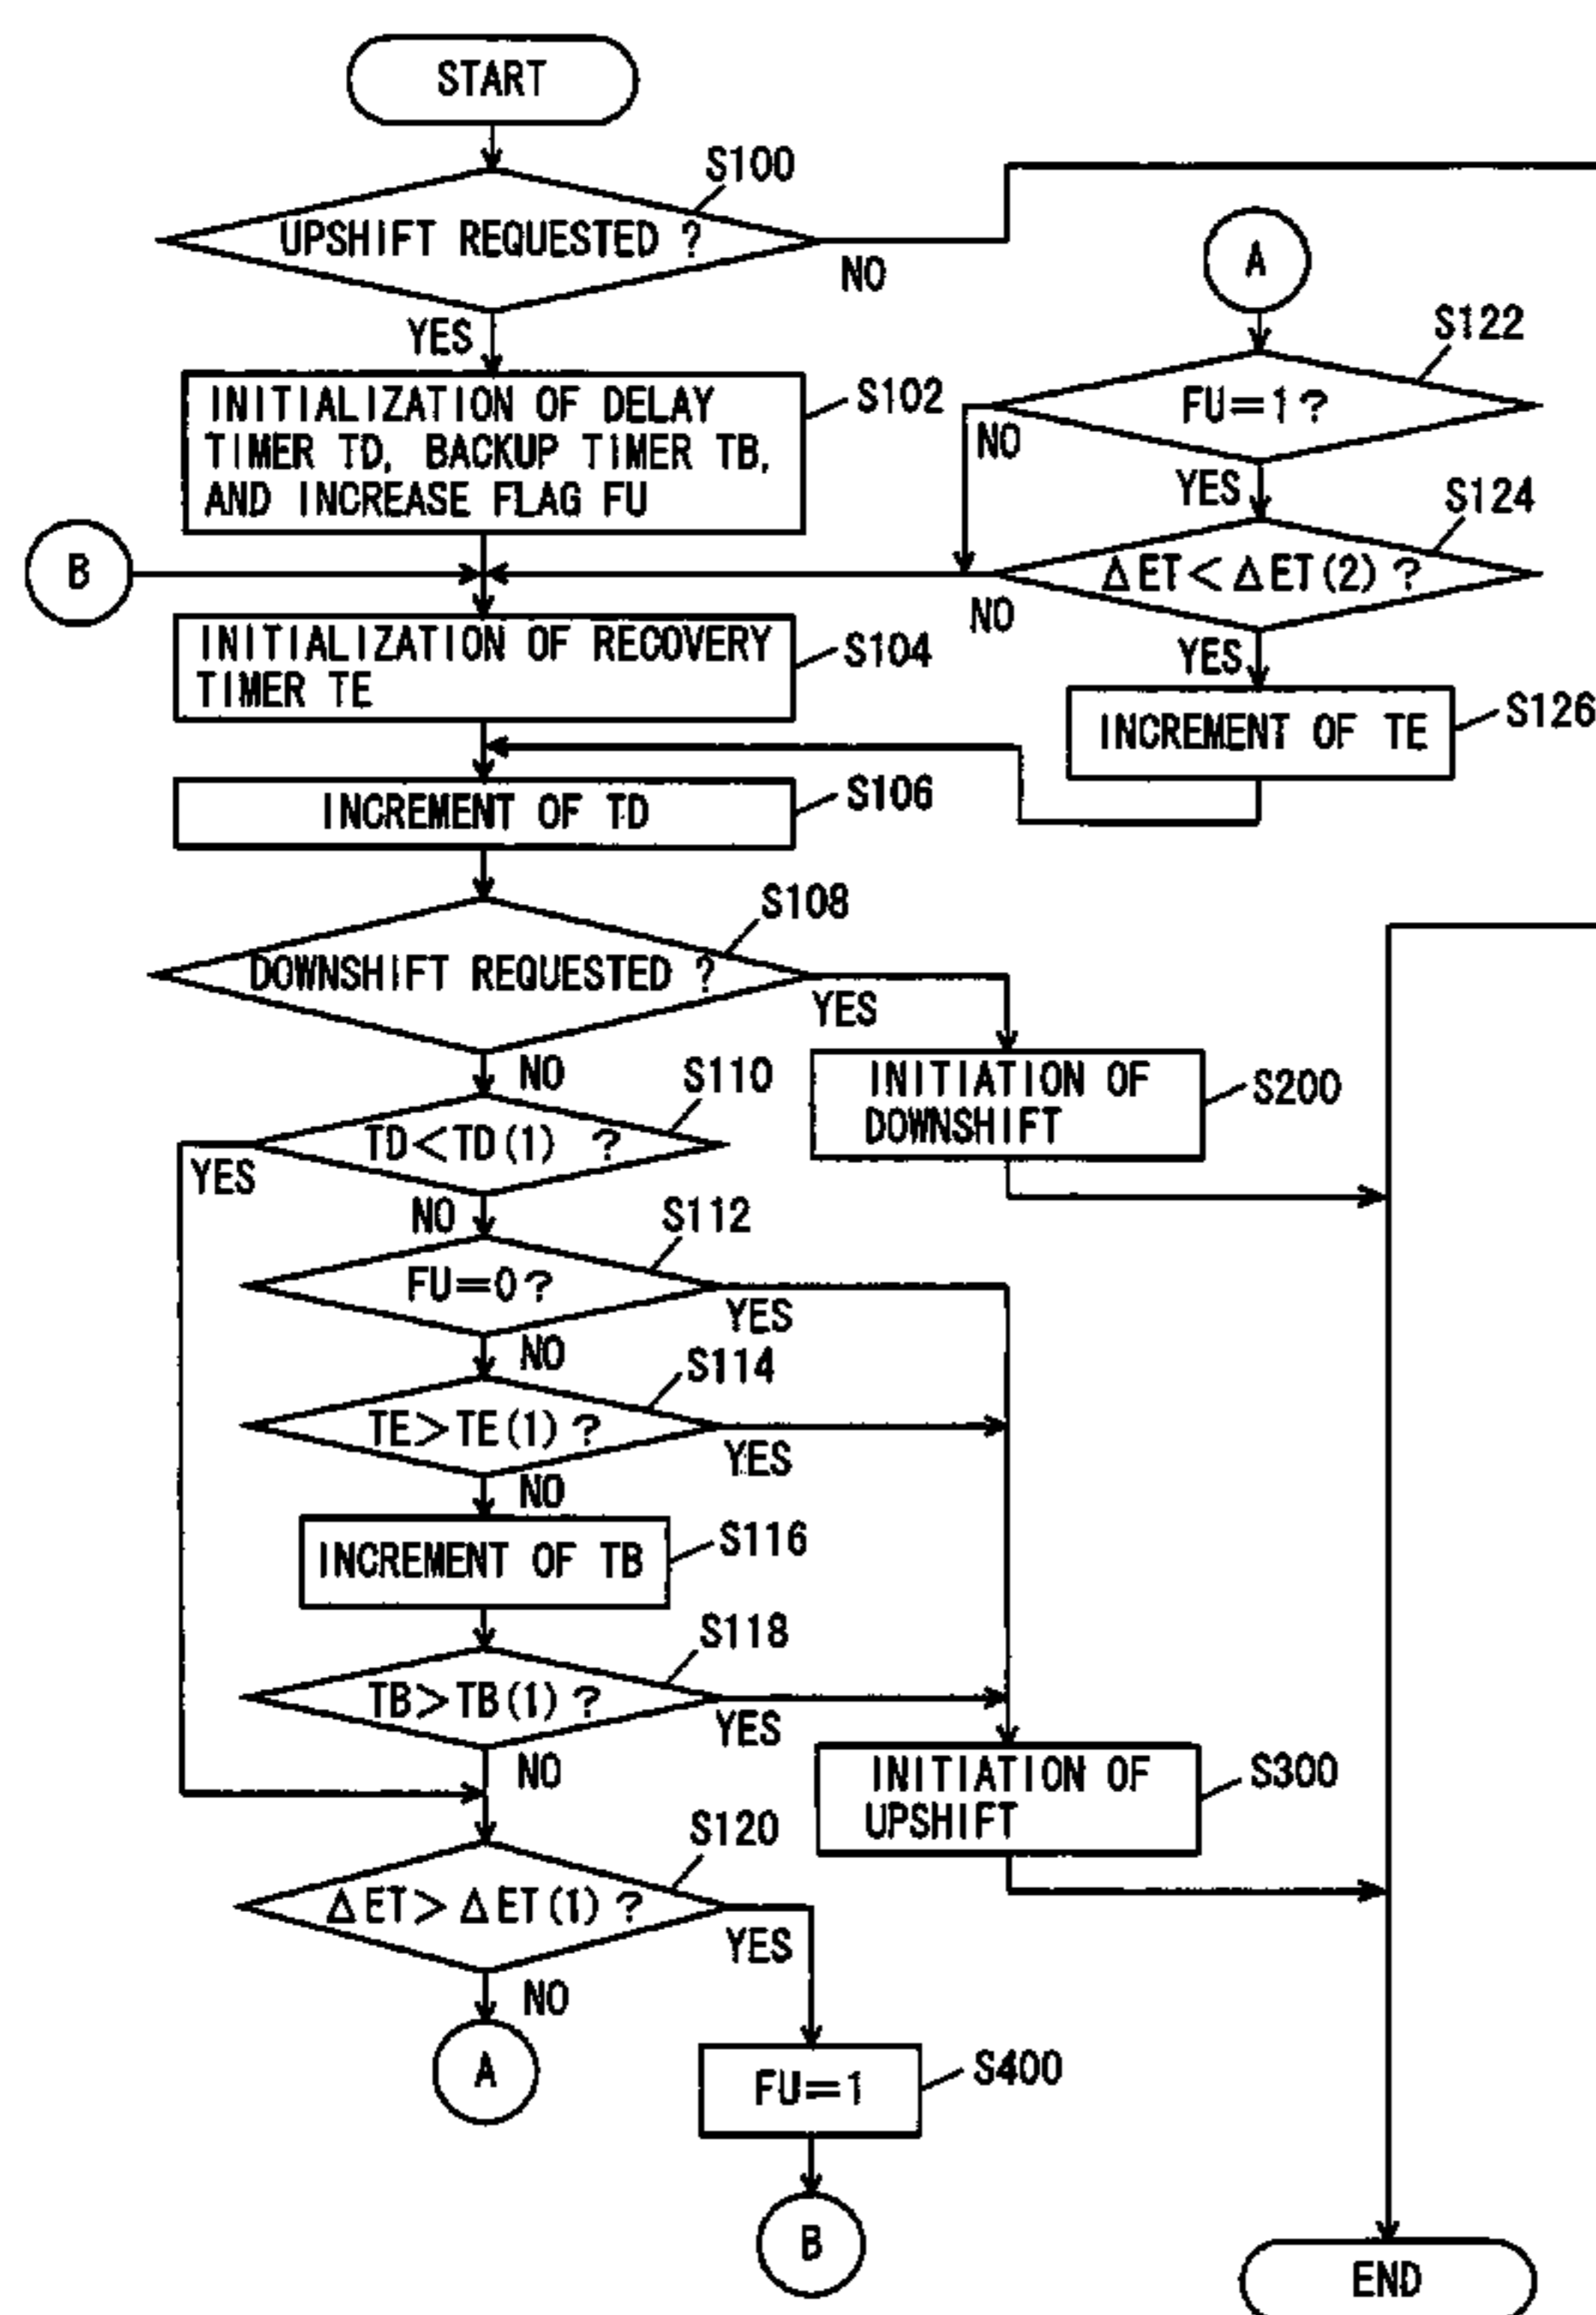 START
S100
UPSHIFT REQUESTED ?
NO
YES
INITIALIZATION OF DELAY
TIMER TD, BACKUP TIMER TB,
AND INCREASE FLAG FU
S102
B
INITIALIZATION OF RECOVERY
TIMER TE
S104
INCREMENT OF TD
S106
S108
DOWNSHIFT REQUESTED ?
YES
NO
INITIATION OF
DOWNSHIFT
S200
S110
TD<TD(1) ?
YES
NO
S112
FU=0?
YES
NO
S114
TE>TE(1)?
YES
NO
INCREMENT OF TB
S116
S118
TB>TB(1)?
YES
NO
INITIATION OF
UPSHIFT
S300
S120
ΔET>ΔET(1)?
YES
NO
A
FU=1
S400
B
A
S122
FU=1?
NO
YES
S124
ΔET<ΔET(2)?
NO
YES
INCREMENT OF TE
S126
END